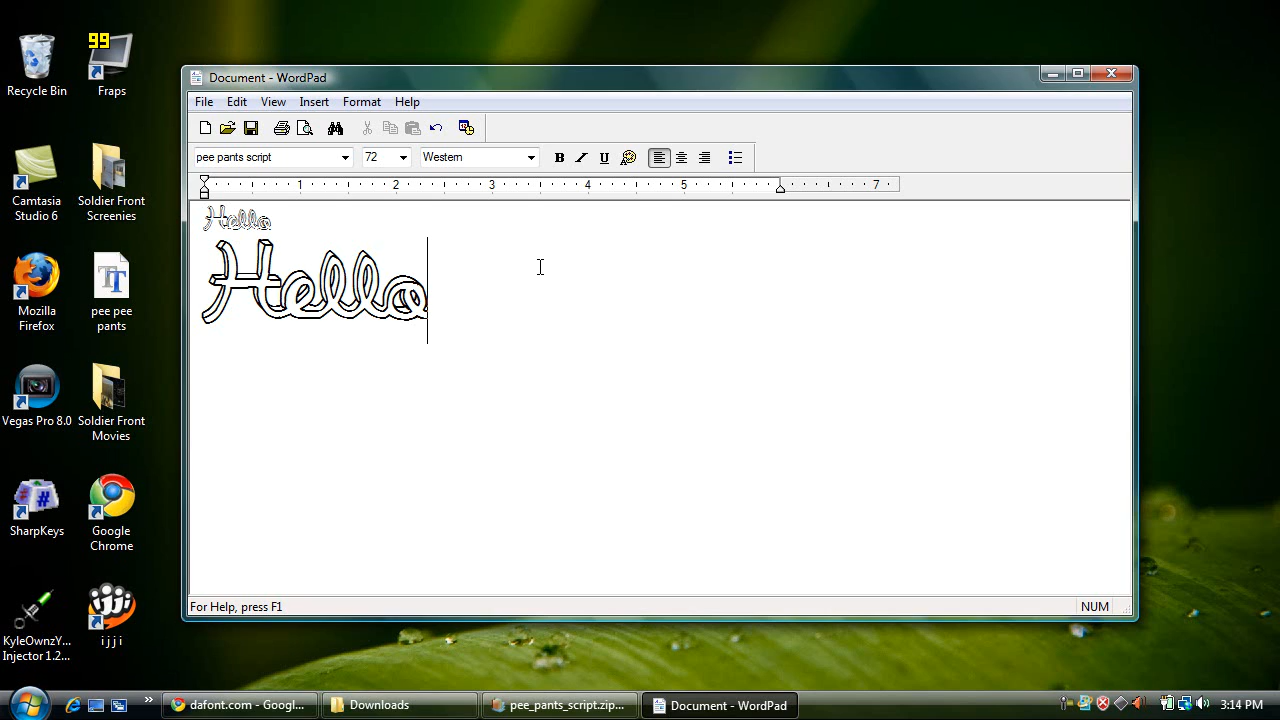 99
Recycle Bin
Fraps
Camtasia
Studio 6
Soldier Front
Screenies
Mozilla
Firefox
pee pee
pants
Vegas Pro 8.0
Soldier Front
Movies
SharpKeys
Google
Chrome
KyleOwnzY...
Injector 1.2...
ijji
i j j i
Document - WordPad
File Edit View Insert Format Help
pee pants script 72 Western B I U
1 2 3 4 5 7
Hello
Hello
For Help, press F1 NUM
dafont.com - Googl... Downloads pee_pants_script.zip... Document - WordPad 3:14 PM